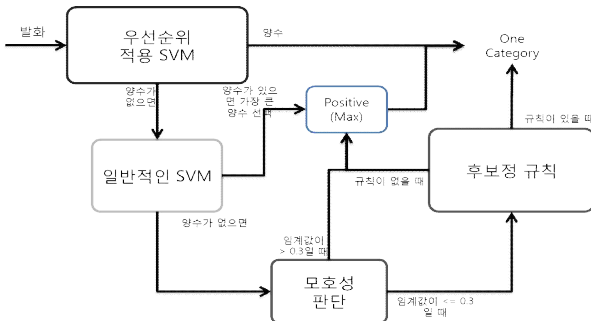 발화
우선순위
적용 SVM
양수
One
Category
양수가
없으면
양수가 있으
면 가장 큰
양수 선택
Positive
(Max)
규칙이 있을 때
일반적인 SVM
규칙이 없을 때
후보정 규칙
양수가 없으면
임계값이
> 0.3일 때
모호성
판단
임계값이 <= 0.3
일 때